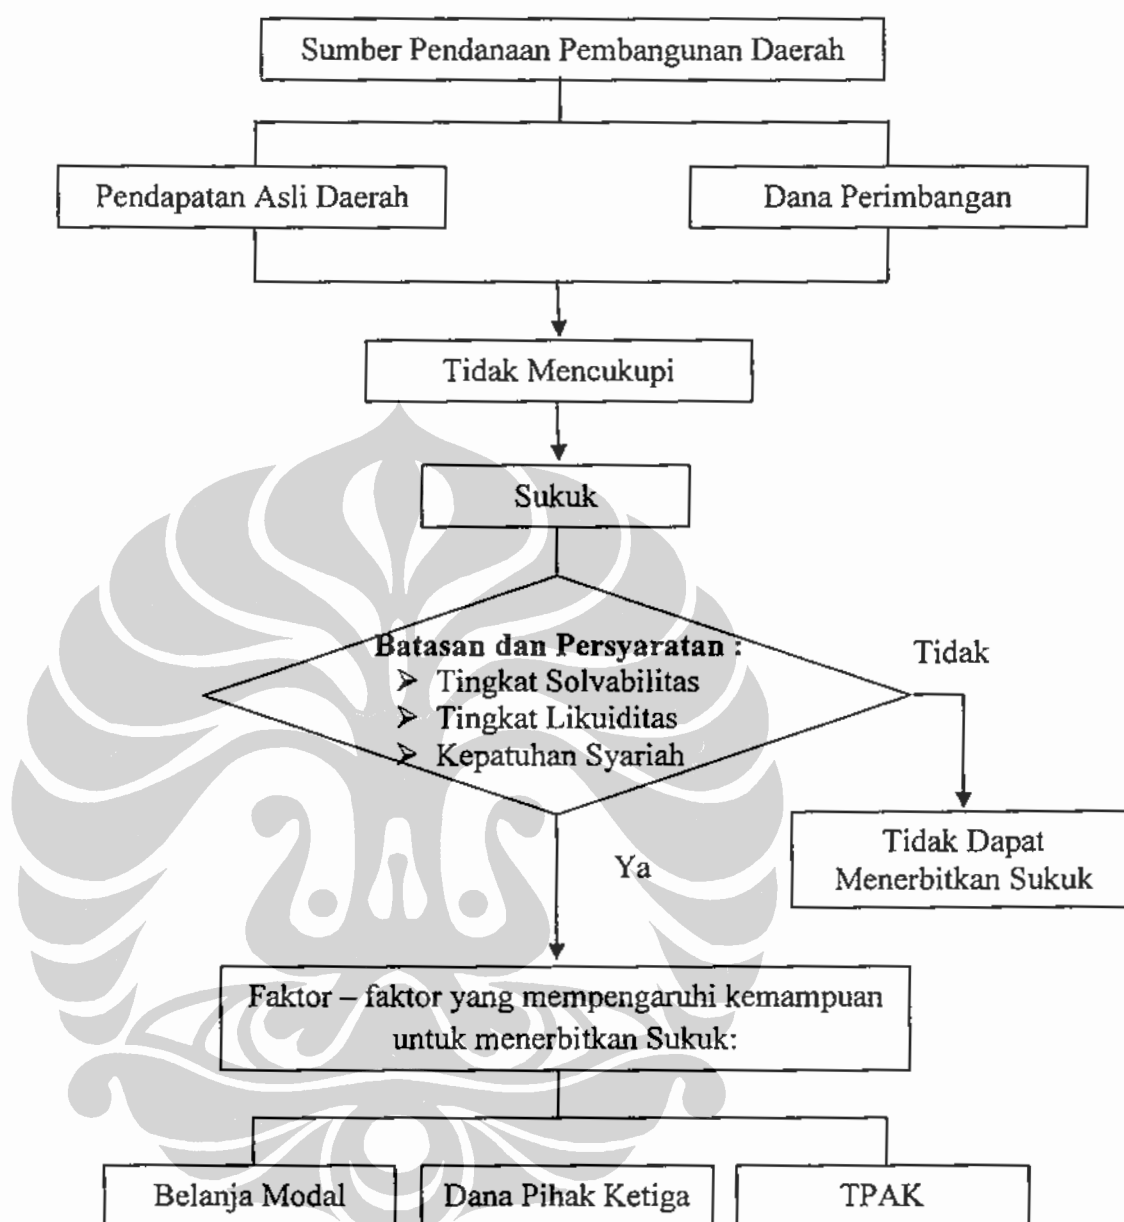 Sumber Pendanaan Pembangunan Daerah
Pendapatan Asli Daerah
Dana Perimbangan
Tidak Mencukupi
Sukuk
Batasan dan Persyaratan :
➢ Tingkat Solvabilitas
➢ Tingkat Likuiditas
➢ Kepatuhan Syariah
Tidak
Tidak Dapat
Menerbitkan Sukuk
Ya
Faktor – faktor yang mempengaruhi kemampuan
untuk menerbitkan Sukuk:
Belanja Modal
Dana Pihak Ketiga
TPAK